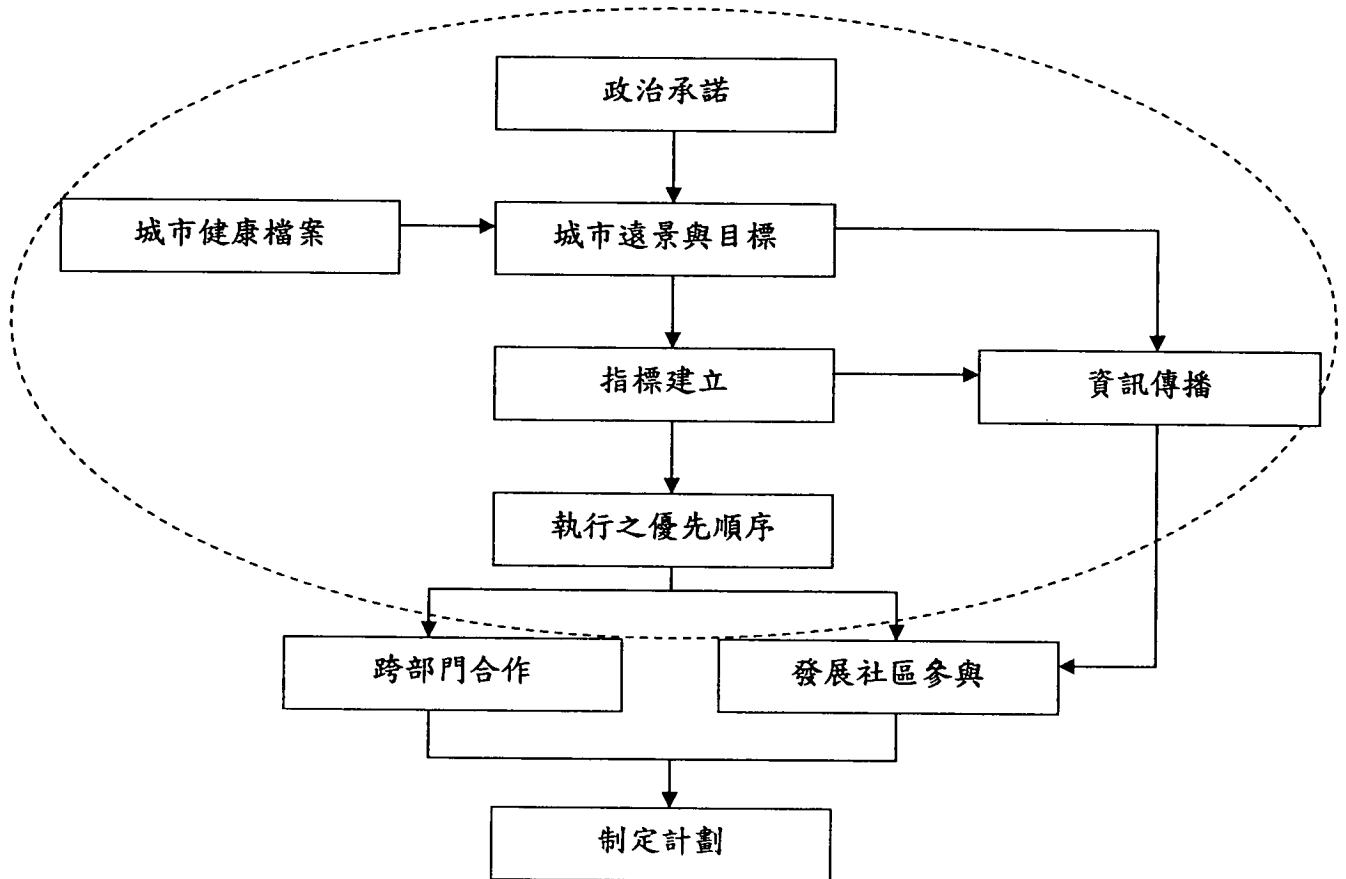 政治承諾
城市健康檔案
城市遠景與目標
指標建立
資訊傳播
執行之優先順序
跨部門合作
發展社區參與
制定計劃